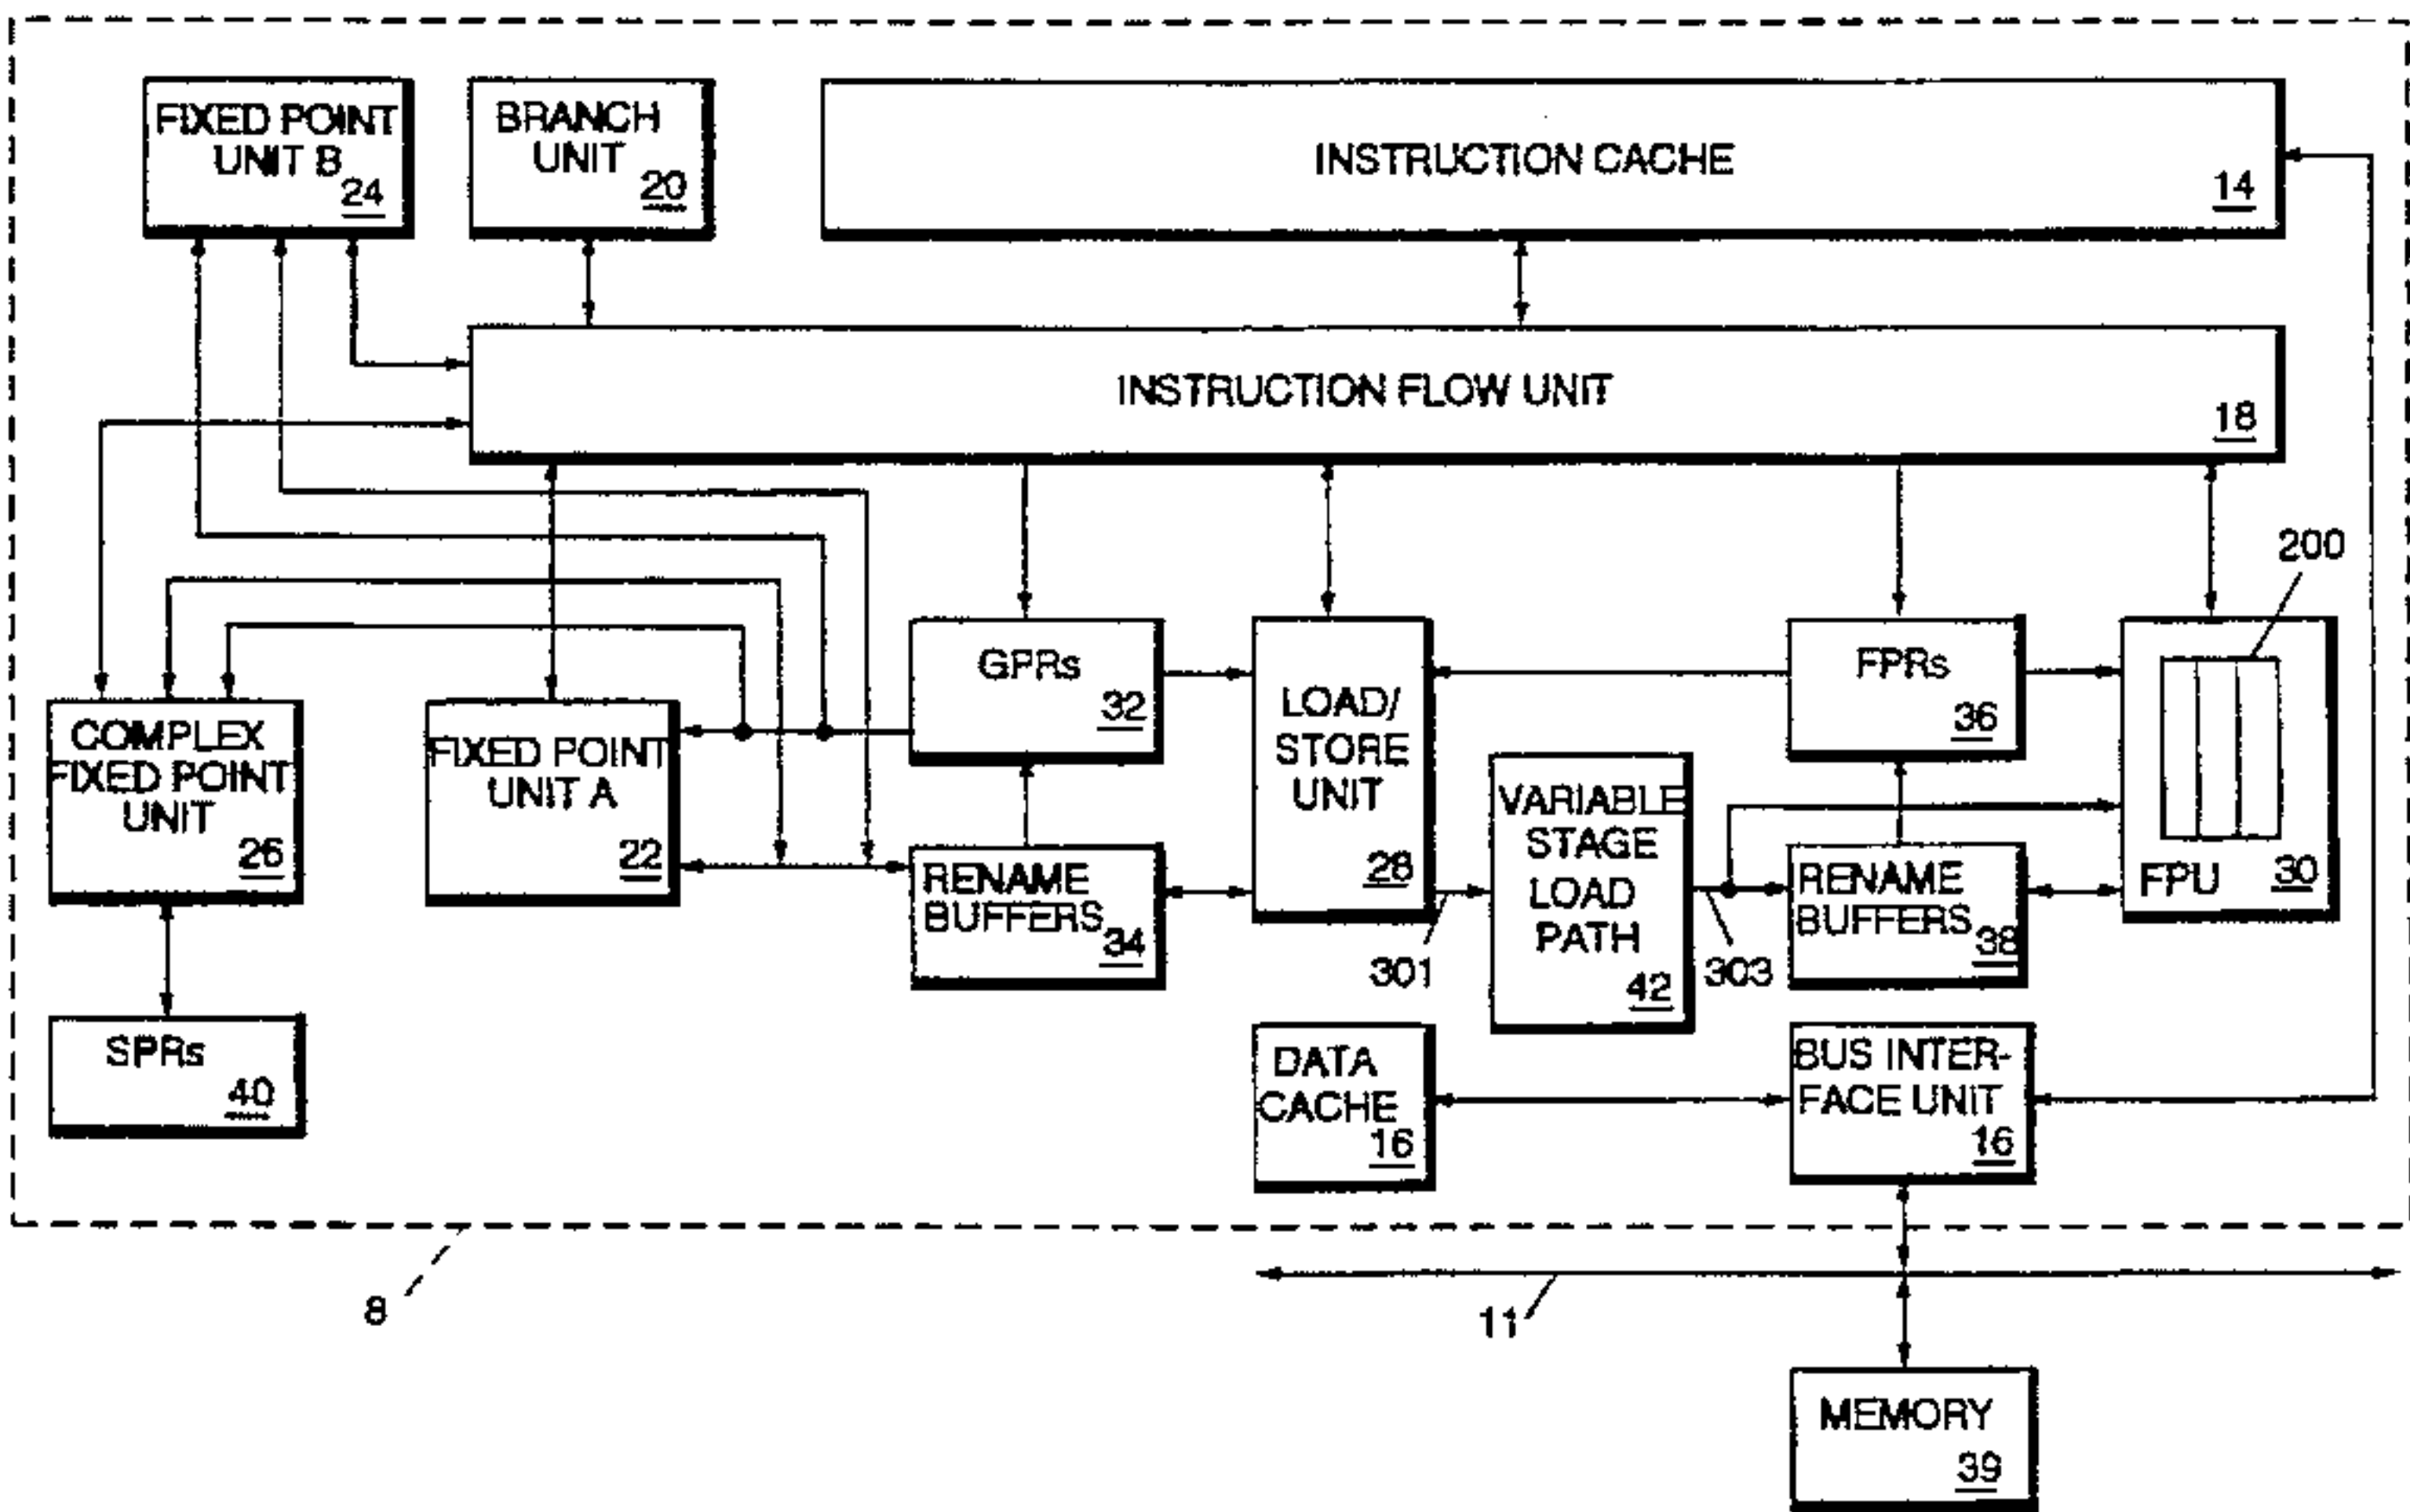 FIXED POINT
UNIT B
24
BRANCH
UNIT
20
INSTRUCTION CACHE
14
INSTRUCTION FLOW UNIT
18
200
COMPLEX
FIXED POINT
UNIT
26
FIXED POINT
UNIT A
22
GPRs
32
LOAD/
STORE
UNIT
28
FPRs
36
FPU
30
VARIABLE
STAGE
LOAD
PATH
42
RENAME
BUFFERS
34
301
303
RENAME
BUFFERS
38
SPRs
40
DATA
CACHE
16
BUS INTER-
FACE UNIT
16
8
11
MEMORY
39